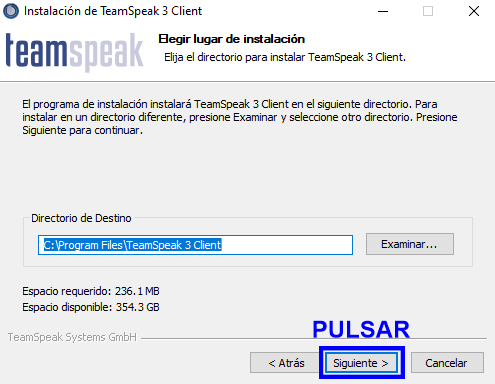 Instalación de TeamSpeak 3 Client
teamspeak
Elegir lugar de instalación
Elija el directorio para instalar TeamSpeak 3 Client.
El programa de instalación instalará TeamSpeak 3 Client en el siguiente directorio. Para
instalar en un directorio diferente, presione Examinar y seleccione otro directorio. Presione
Siguiente para continuar.
Directorio de Destino
C:\Program Files\TeamSpeak 3 Client
Examinar...
Espacio requerido: 236.1 MB
Espacio disponible: 354.3 GB
TeamSpeak Systems GmbH
PULSAR
< Atrás
Siguiente >
Cancelar